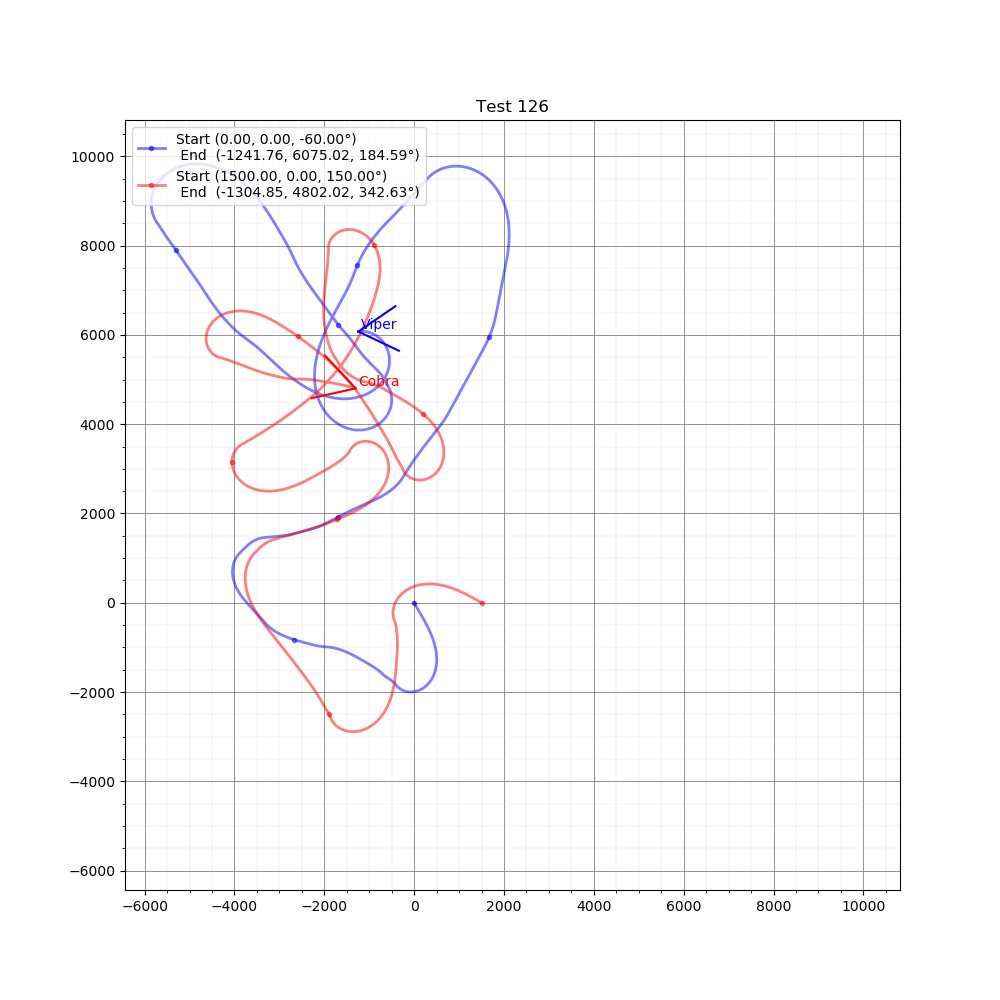 Test 126
Start (0.00, 0.00, -60.00°)
End (-1241.76, 6075.02, 184.59°)
Start (1500.00, 0.00, 150.00°)
End (-1304.85, 4802.02, 342.63°)
10000
8000
6000
4000
2000
0
−2000
−4000
−6000
Viper
Cobra
−6000 −4000 −2000 0 2000 4000 6000 8000 10000